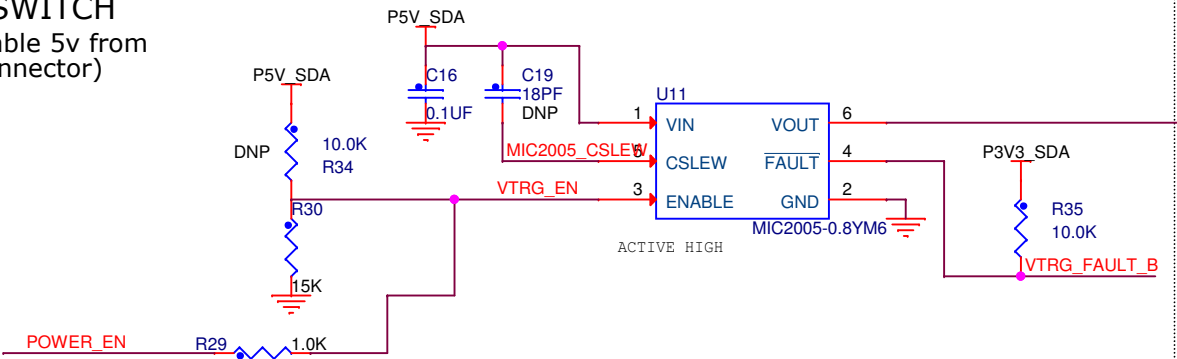 SWITCH
able 5v from
nnector)
P5V_SDA
P5V_SDA
C16
0.1UF
C19
18PF
DNP
DNP
10.0K
R34
U11
1
VIN
VOUT
6
MIC2005_CSLEW
5
CSLEW
FAULT
4
P3V3_SDA
VTRG_EN
3
ENABLE
GND
2
R30
15K
MIC2005-0.8YM6
ACTIVE HIGH
R35
10.0K
VTRG_FAULT_B
POWER_EN
R29
1.0K